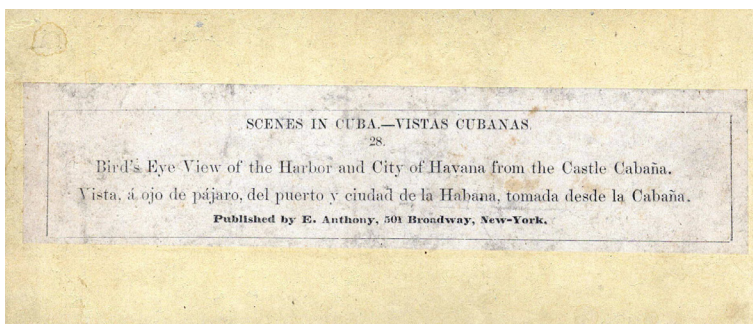 SCENES IN CUBA.—VISTAS CUBANAS.
28.
Bird's Eye View of the Harbor and City of Havana from the Castle Cabaña.
Vista, á ojo de pájaro, del puerto y ciudad de la Habana, tomada desde la Cabaña.
Published by E. Anthony, 501 Broadway, New-York.